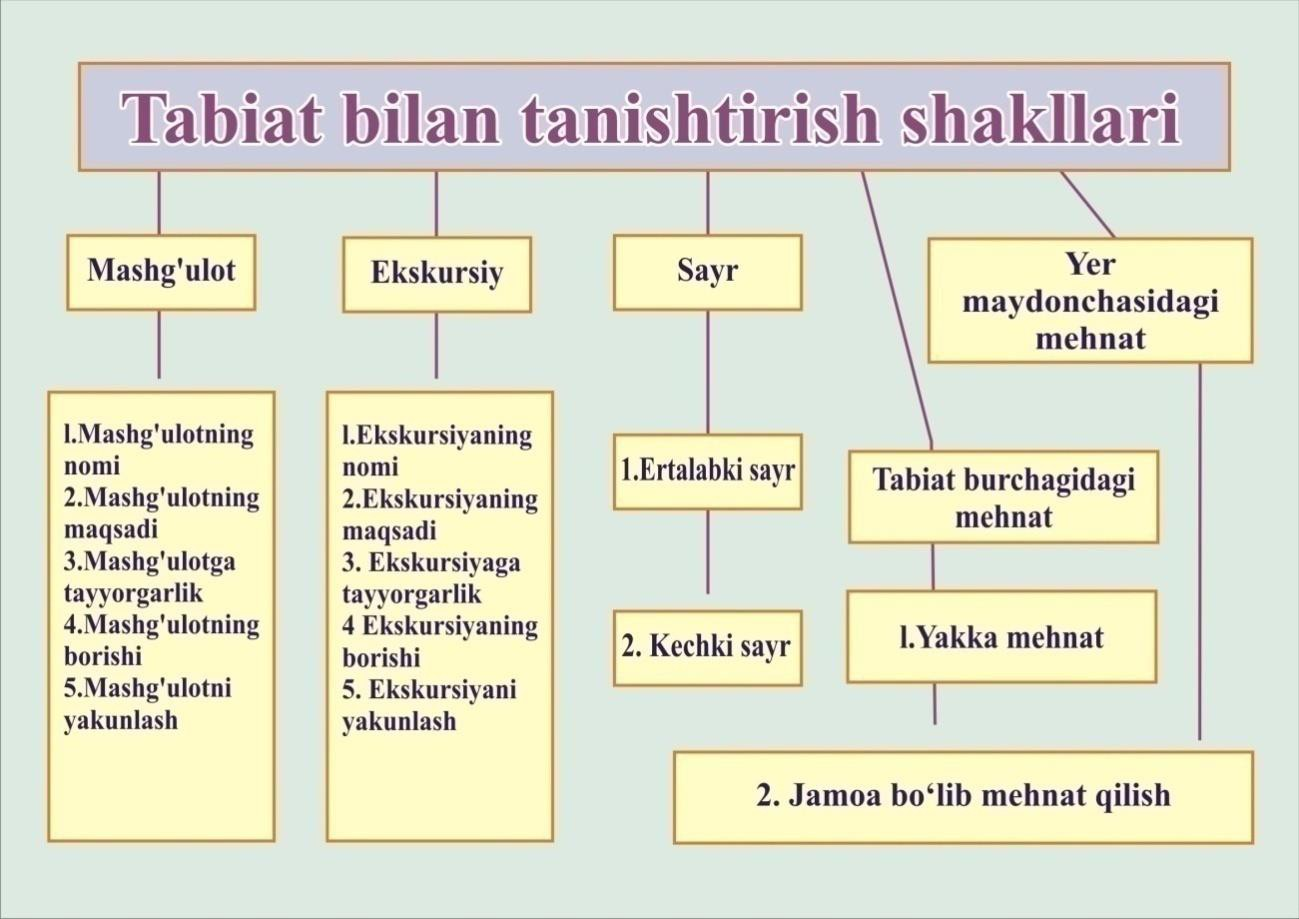 Tabiat bilan tanishtirish shakllari
Mashg'ulot
Ekskursiy
Sayr
Yer
maydonchasidagi
mehnat
l.Mashg'ulotning
nomi
2.Mashg'ulotning
maqsadi
3.Mashg'ulotga
tayyorgarlik
4.Mashg'ulotning
borishi
5.Mashg'ulotni
yakunlash
l.Ekskursiyaning
nomi
2.Ekskursiyaning
maqsadi
3. Ekskursiyaga
tayyorgarlik
4 Ekskursiyaning
borishi
5. Ekskursiyani
yakunlash
1.Ertalabki sayr
2. Kechki sayr
Tabiat burchagidagi
mehnat
l.Yakka mehnat
2. Jamoa bo‘lib mehnat qilish